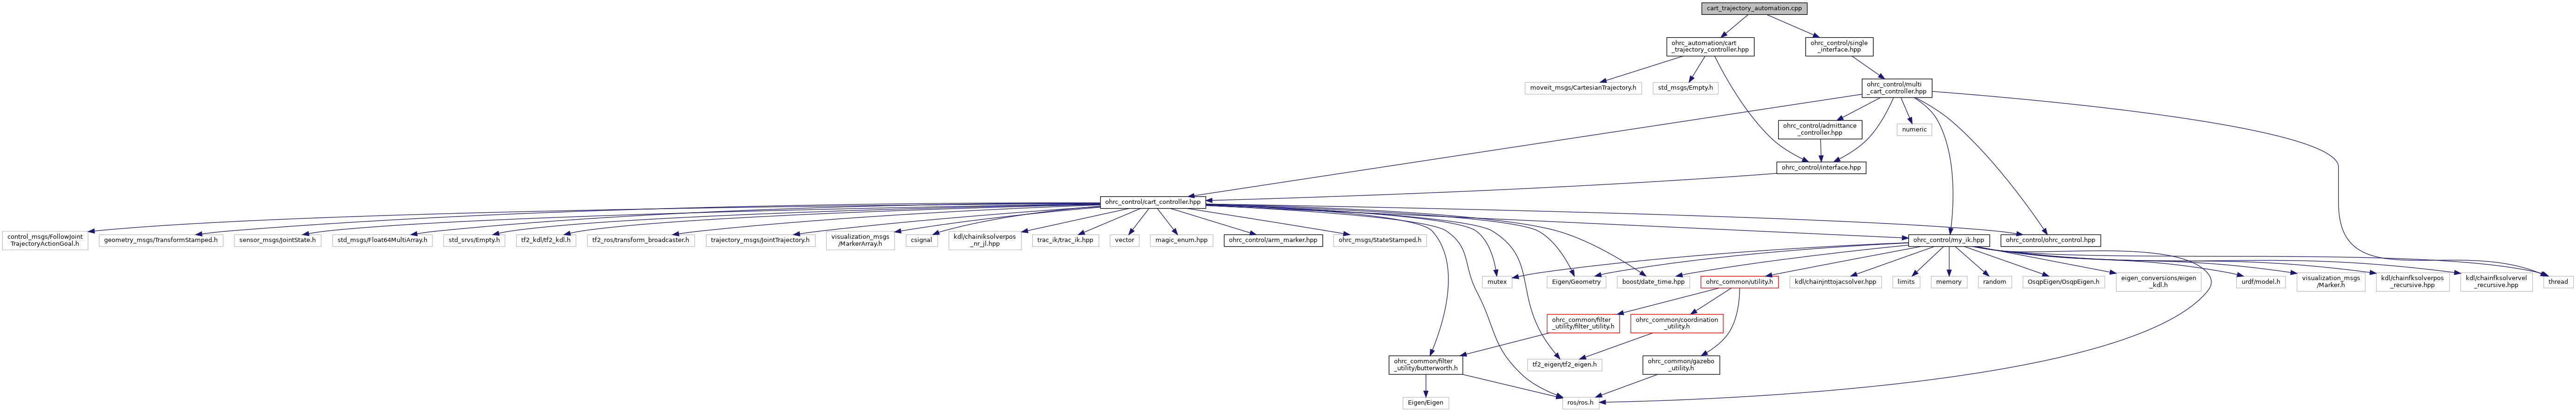 cart_trajectory_automation.cpp
ohrc_automation/cart
_trajectory_controller.hpp
ohrc_control/single
_interface.hpp
moveit_msgs/CartesianTrajectory.h
std_msgs/Empty.h
ohrc_control/multi
_cart_controller.hpp
ohrc_control/admittance
_controller.hpp
numeric
ohrc_control/interface.hpp
ohrc_control/cart_controller.hpp
control_msgs/FollowJoint
TrajectoryActionGoal.h
geometry_msgs/TransformStamped.h
sensor_msgs/JointState.h
std_msgs/Float64MultiArray.h
std_srvs/Empty.h
tf2_kdl/tf2_kdl.h
tf2_ros/transform_broadcaster.h
trajectory_msgs/JointTrajectory.h
visualization_msgs
/MarkerArray.h
csignal
kdl/chainiksolverpos
_nr_jl.hpp
trac_ik/trac_ik.hpp
vector
magic_enum.hpp
ohrc_control/arm_marker.hpp
ohrc_msgs/StateStamped.h
ohrc_control/my_ik.hpp
ohrc_control/ohrc_control.hpp
mutex
Eigen/Geometry
boost/date_time.hpp
ohrc_common/utility.h
kdl/chainjnttojacsolver.hpp
limits
memory
random
OsqpEigen/OsqpEigen.h
eigen_conversions/eigen
_kdl.h
urdf/model.h
visualization_msgs
/Marker.h
kdl/chainfksolverpos
_recursive.hpp
kdl/chainfksolvervel
_recursive.hpp
thread
ohrc_common/filter
_utility/filter_utility.h
ohrc_common/coordination
_utility.h
ohrc_common/filter
_utility/butterworth.h
tf2_eigen/tf2_eigen.h
ohrc_common/gazebo
_utility.h
Eigen/Eigen
ros/ros.h